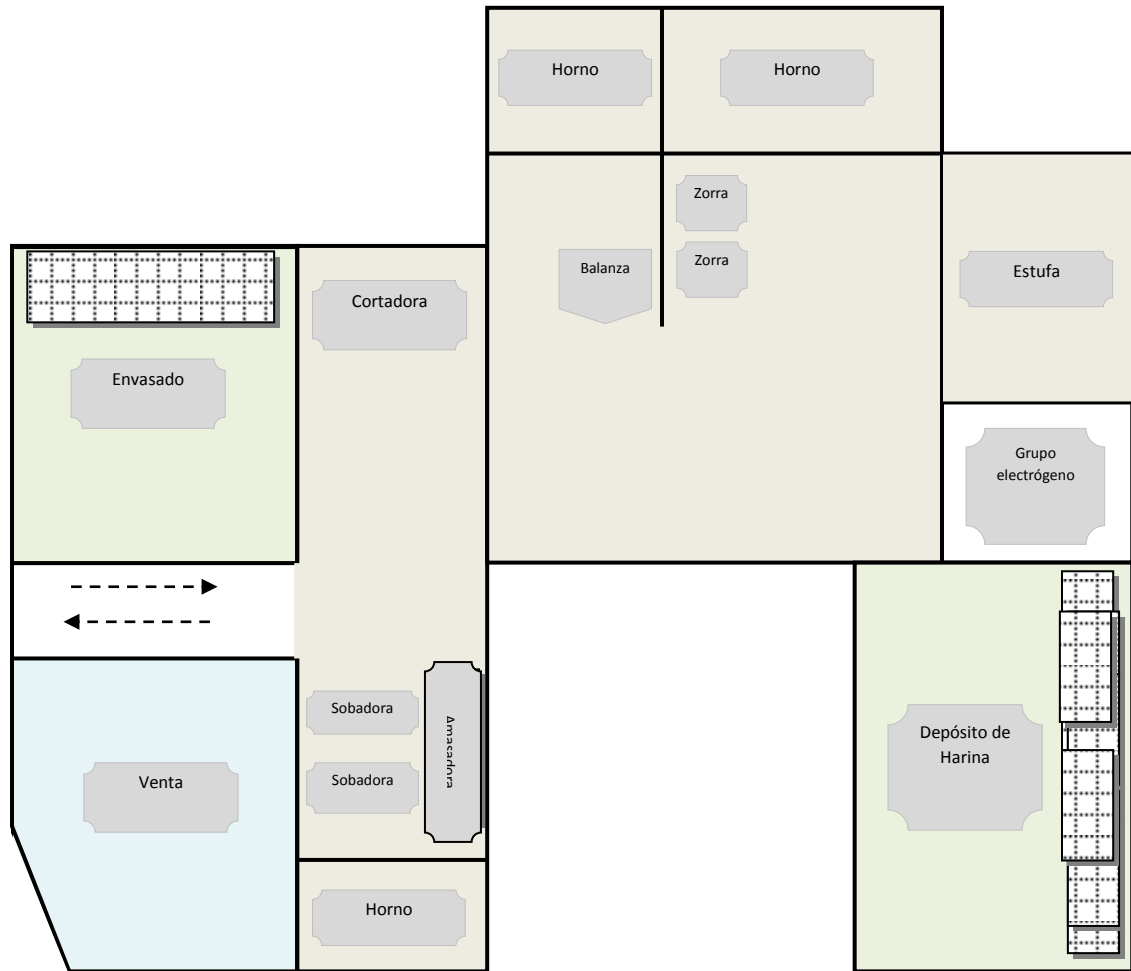 Horno
Horno
Zorra
Zorra
Balanza
Estufa
Cortadora
Envasado
Grupo
electrógeno
Sobadora
Sobadora
Amasadora
Venta
Depósito de
Harina
Horno